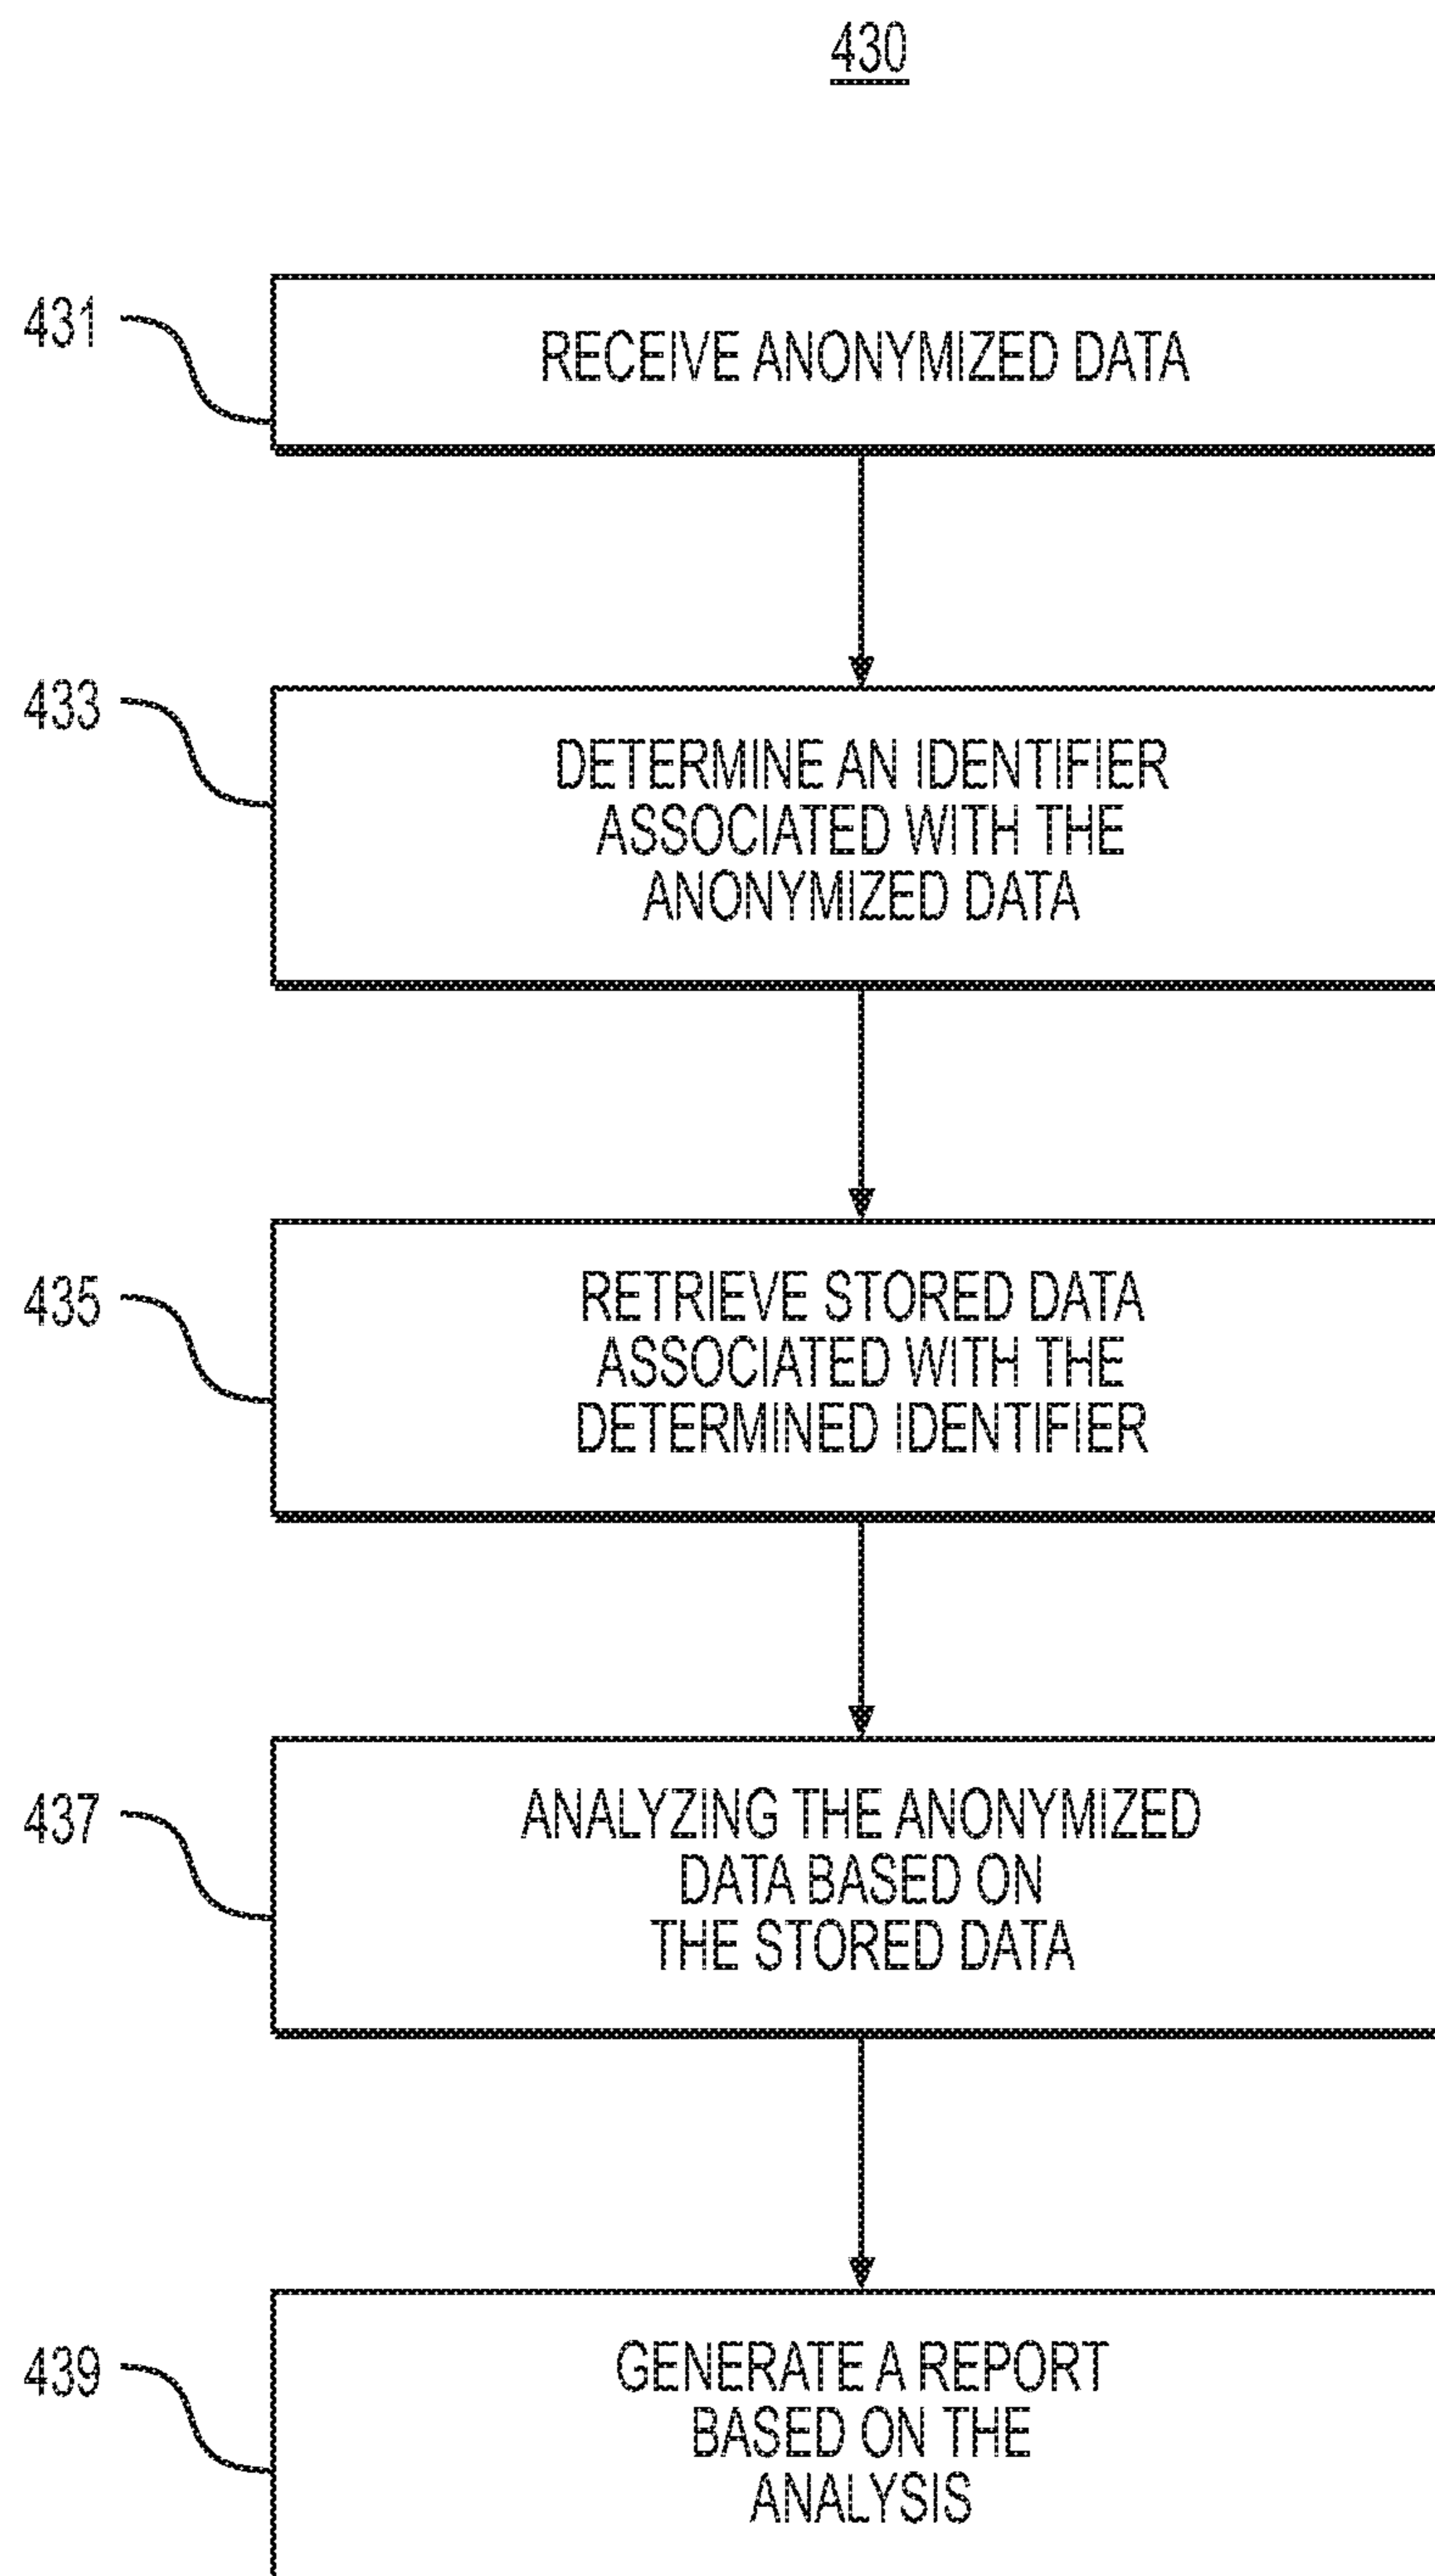 430
431
RECEIVE ANONYMIZED DATA
433
DETERMINE AN IDENTIFIER
ASSOCIATED WITH THE
ANONYMIZED DATA
435
RETRIEVE STORED DATA
ASSOCIATED WITH THE
DETERMINED IDENTIFIER
437
ANALYZING THE ANONYMIZED
DATA BASED ON
THE STORED DATA
439
GENERATE A REPORT
BASED ON THE
ANALYSIS